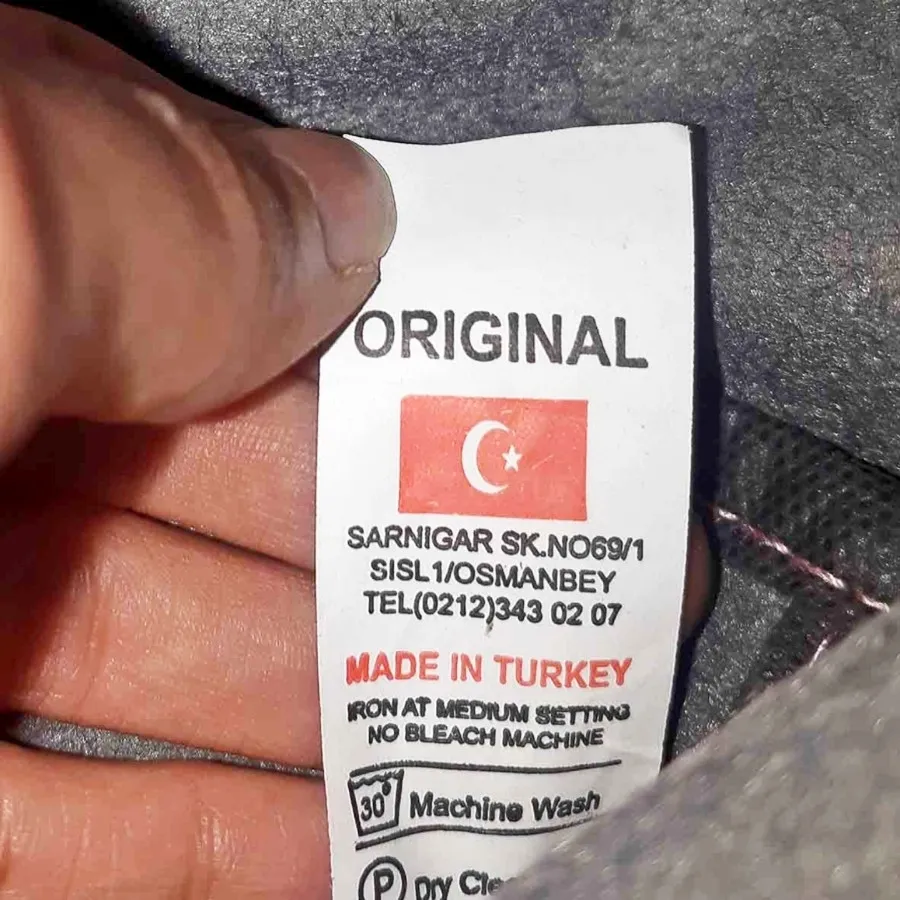 ORIGINAL
SARNIGAR SK.NO69/1
SISL1/OSMANBEY
TEL(0212)343 02 07
MADE IN TURKEY
IRON AT MEDIUM SETTING
NO BLEACH MACHINE
30° Machine Wash
P Dry